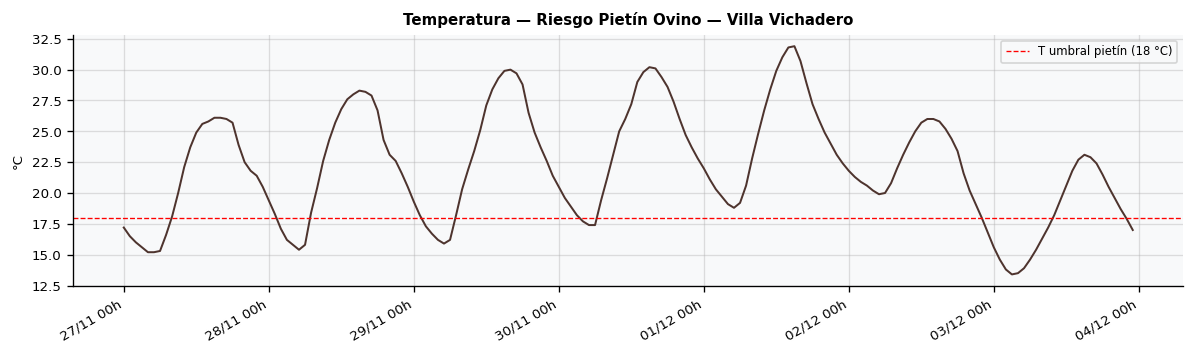 Temperatura — Riesgo Pietín Ovino — Villa Vichadero
T umbral pietín (18 °C)
°C
32.5
30.0
27.5
25.0
22.5
20.0
17.5
15.0
12.5
27/11 00h
28/11 00h
29/11 00h
30/11 00h
01/12 00h
02/12 00h
03/12 00h
04/12 00h